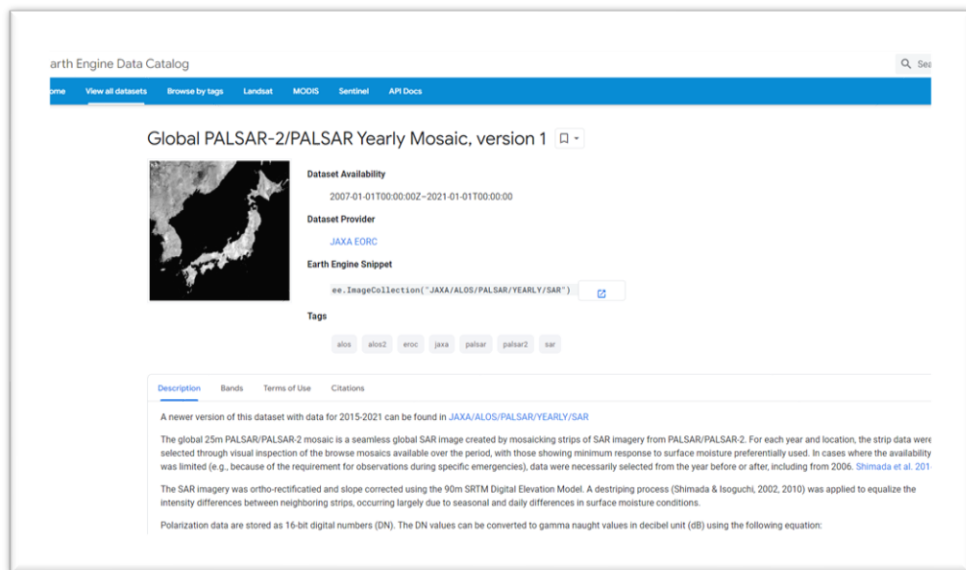 arth Engine Data Catalog
Sea
ome View all datasets Browse by tags Landsat MODIS Sentinel API Docs
Global PALSAR-2/PALSAR Yearly Mosaic, version 1
Dataset Availability
2007-01-01T00:00:00Z–2021-01-01T00:00:00
Dataset Provider
JAXA EORC
Earth Engine Snippet
ee.ImageCollection("JAXA/ALOS/PALSAR/YEARLY/SAR")
Tags
alos alos2 eroc jaxa palsar palsar2 sar
Description Bands Terms of Use Citations
A newer version of this dataset with data for 2015-2021 can be found in JAXA/ALOS/PALSAR/YEARLY/SAR
The global 25m PALSAR/PALSAR-2 mosaic is a seamless global SAR image created by mosaicking strips of SAR imagery from PALSAR/PALSAR-2. For each year and location, the strip data were
selected through visual inspection of the browse mosaics available over the period, with those showing minimum response to surface moisture preferentially used. In cases where the availability
was limited (e.g., because of the requirement for observations during specific emergencies), data were necessarily selected from the year before or after, including from 2006. Shimada et al. 201
The SAR imagery was ortho-rectificatied and slope corrected using the 90m SRTM Digital Elevation Model. A destriping process (Shimada & Isoguchi, 2002, 2010) was applied to equalize the
intensity differences between neighboring strips, occurring largely due to seasonal and daily differences in surface moisture conditions.
Polarization data are stored as 16-bit digital numbers (DN). The DN values can be converted to gamma naught values in decibel unit (dB) using the following equation: